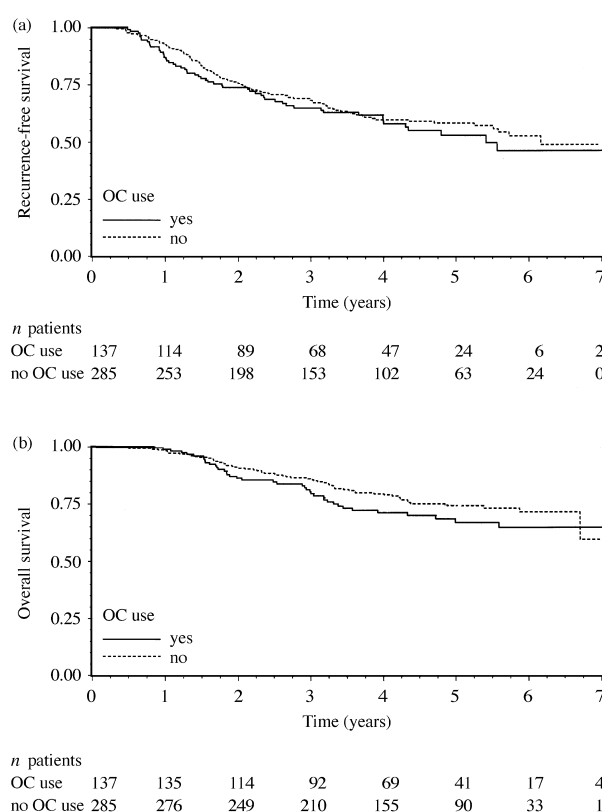 (a)
Recurrence-free survival
1.00
0.75
0.50
0.25
0.00
OC use
yes
no
0 1 2 3 4 5 6 7
Time (years)
n patients
OC use 137 114 89 68 47 24 6 2
no OC use 285 253 198 153 102 63 24 0
(b)
Overall survival
1.00
0.75
0.50
0.25
0.00
OC use
yes
no
0 1 2 3 4 5 6 7
Time (years)
n patients
OC use 137 135 114 92 69 41 17 4
no OC use 285 276 249 210 155 90 33 1